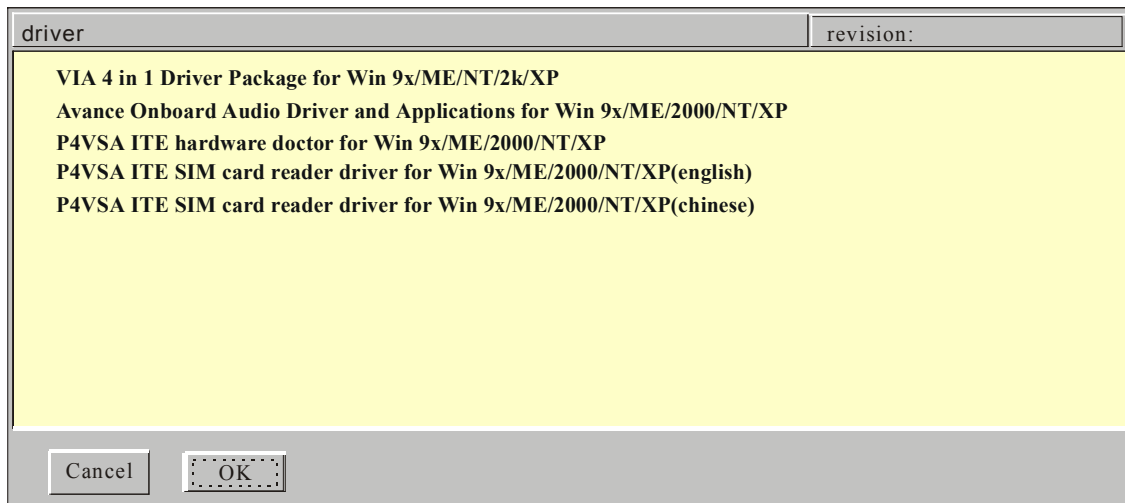 driver revision:
VIA 4 in 1 Driver Package for Win 9x/ME/NT/2k/XP
Avance Onboard Audio Driver and Applications for Win 9x/ME/2000/NT/XP
P4VSA ITE hardware doctor for Win 9x/ME/2000/NT/XP
P4VSA ITE SIM card reader driver for Win 9x/ME/2000/NT/XP(english)
P4VSA ITE SIM card reader driver for Win 9x/ME/2000/NT/XP(chinese)
Cancel OK